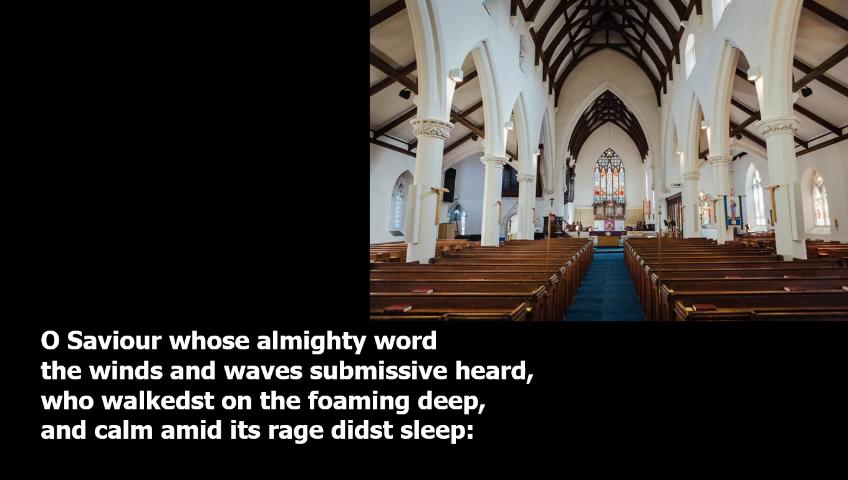 O Saviour whose almighty word
the winds and waves submissive heard,
who walkedst on the foaming deep,
and calm amid its rage didst sleep: